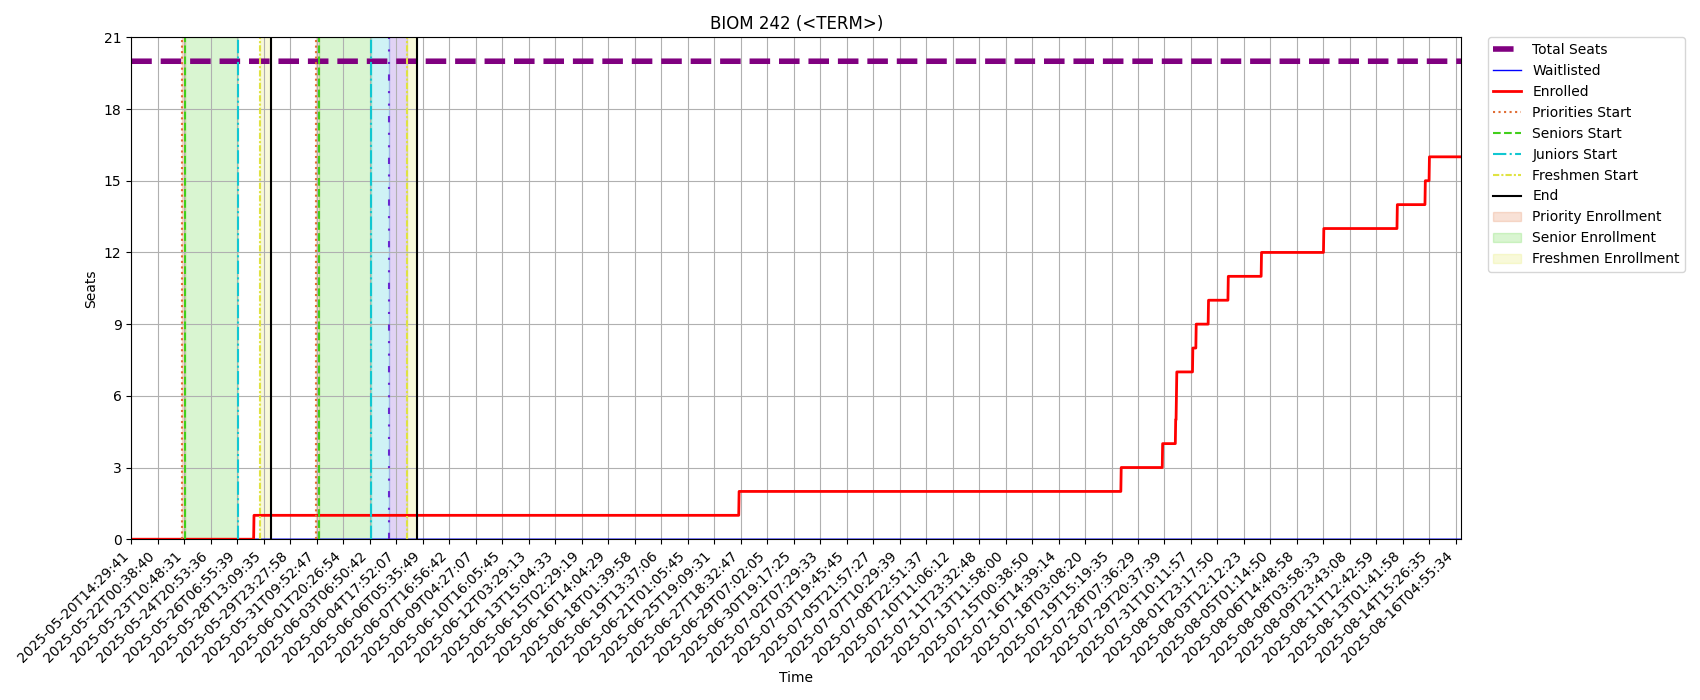 BIOM 242 (<TERM>)
21
18
15
12
9
6
3
0
Seats
Total Seats
Waitlisted
Enrolled
Priorities Start
Seniors Start
Juniors Start
Freshmen Start
End
Priority Enrollment
Senior Enrollment
Freshmen Enrollment
2025-05-20T14:29:41
2025-05-22T00:38:40
2025-05-23T10:48:31
2025-05-24T20:53:36
2025-05-26T06:55:39
2025-05-28T13:09:35
2025-05-29T23:27:58
2025-05-31T09:52:47
2025-06-01T20:26:54
2025-06-03T06:50:42
2025-06-04T17:52:07
2025-06-06T05:35:49
2025-06-07T16:56:42
2025-06-09T04:27:07
2025-06-10T16:05:45
2025-06-12T03:29:13
2025-06-13T15:04:33
2025-06-15T02:29:19
2025-06-16T14:04:29
2025-06-18T01:39:58
2025-06-19T13:37:06
2025-06-21T01:05:45
2025-06-25T19:09:31
2025-06-27T18:32:47
2025-06-29T07:02:05
2025-06-30T19:17:25
2025-07-02T07:29:33
2025-07-03T19:45:45
2025-07-05T21:57:27
2025-07-07T10:29:39
2025-07-08T22:51:37
2025-07-10T11:06:12
2025-07-11T23:32:48
2025-07-13T11:58:00
2025-07-15T00:38:50
2025-07-16T14:39:14
2025-07-18T03:08:20
2025-07-19T15:19:35
2025-07-28T07:36:29
2025-07-29T20:37:39
2025-07-31T10:11:57
2025-08-01T23:17:50
2025-08-03T12:12:23
2025-08-05T01:14:50
2025-08-06T14:48:58
2025-08-08T03:58:33
2025-08-09T23:43:08
2025-08-11T12:42:59
2025-08-13T01:41:58
2025-08-14T15:26:35
2025-08-16T04:55:34
Time